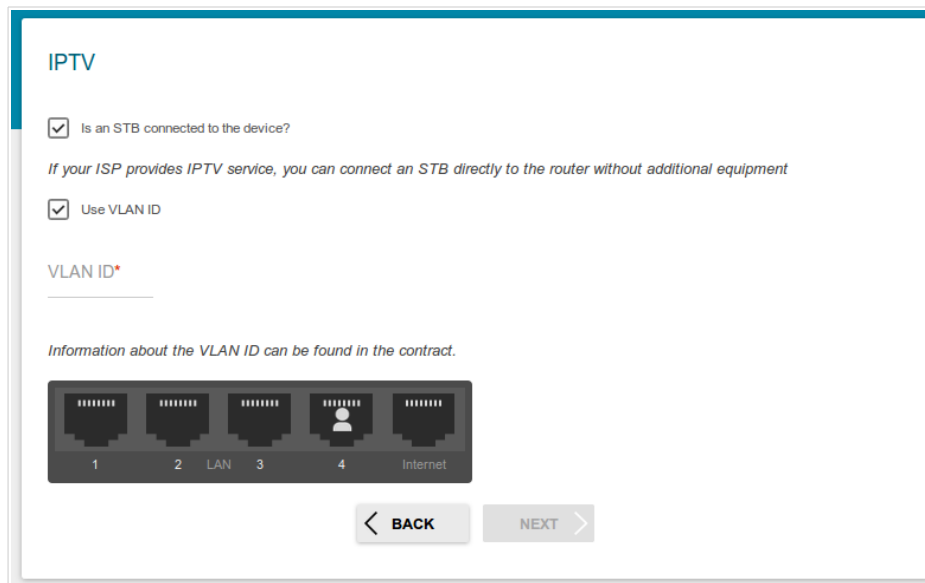 IPTV
Is an STB connected to the device?
If your ISP provides IPTV service, you can connect an STB directly to the router without additional equipment
Use VLAN ID
VLAN ID*
Information about the VLAN ID can be found in the contract.
1 2 LAN 3 4 Internet
BACK NEXT